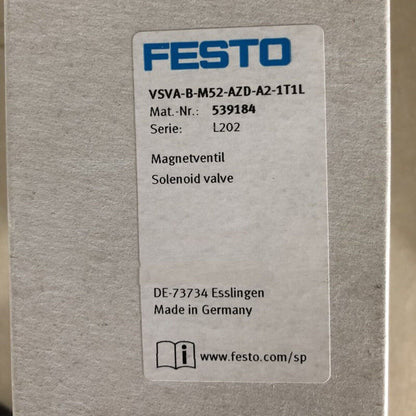 FESTO
VSVA-B-M52-AZD-A2-1T1L
Mat.-Nr.: 539184
Serie: L202
Magnetventil
Solenoid valve
DE-73734 Esslingen
Made in Germany
i www.festo.com/sp